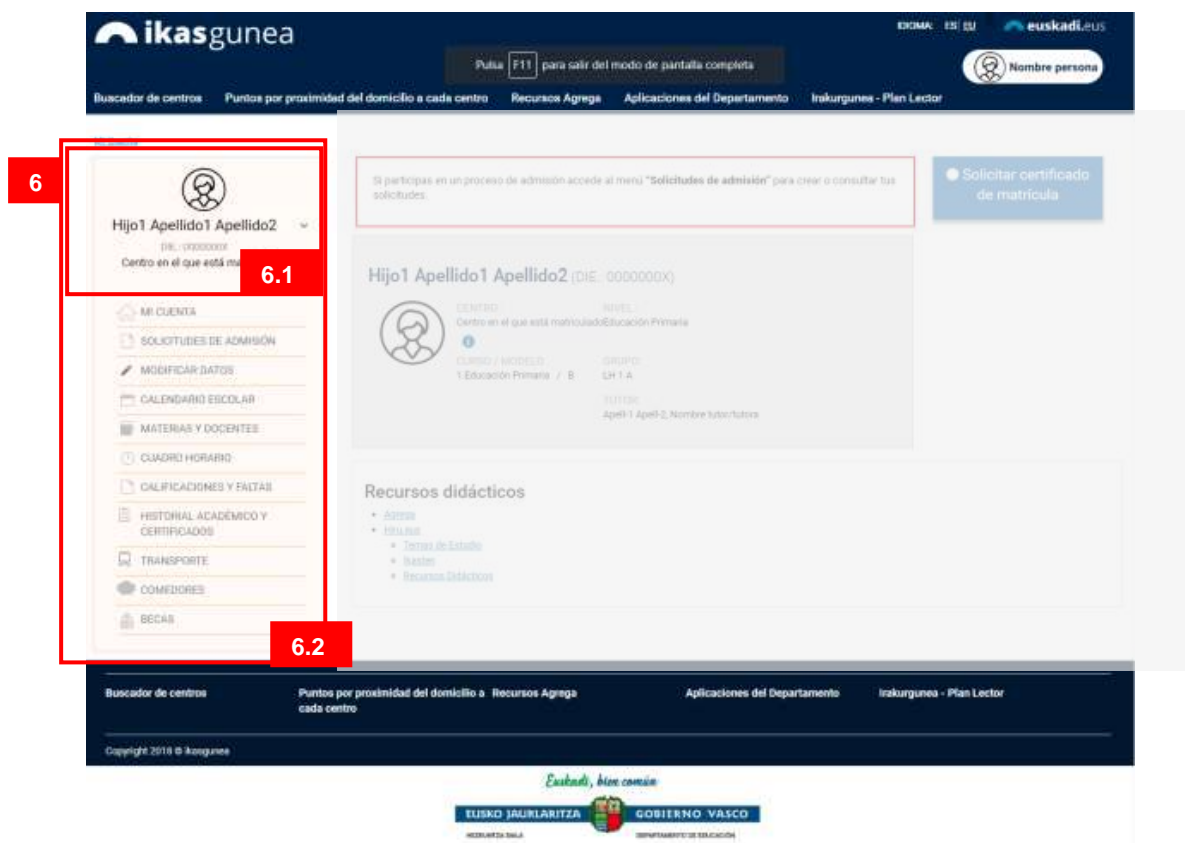 ikasgunea
IDIOMA: ES EU
euskadi.eus
Pulsa F11 para salir del modo de pantalla completa
Nombre persona
Buscador de centros Puntos por proximidad del domicilio a cada centro Recursos Agrega Aplicaciones del Departamento Irakurgunea - Plan Lector
6
Hijo1 Apellido1 Apellido2
DIE.: 0000000X
Centro en el que está
6.1
MI CUENTA
SOLICITUDES DE ADMISIÓN
MODIFICAR DATOS
CALENDARIO ESCOLAR
MATERIAS Y DOCENTES
CUADRO HORARIO
CALIFICACIONES Y FALTAS
HISTORIAL ACADÉMICO Y
CERTIFICADOS
TRANSPORTE
COMEDORES
BECAS
6.2
Si participas en un proceso de admisión accede al menú "Solicitudes de admisión" para crear o consultar tus
solicitudes.
Solicitar certificado
de matrícula
Hijo1 Apellido1 Apellido2 (DIE.: 0000000X)
CENTRO: NIVEL:
Centro en el que está matriculado Educación Primaria
CURSO / MODELO: GRUPO:
1 Educación Primaria / B LH 1 A
TUTOR:
Apell-1 Apell-2, Nombre tutor/tutora
Recursos didácticos
Agrega
Hiru.eus
Temas de Estudio
Ikasten
Recursos Didácticos
Buscador de centros Puntos por proximidad del domicilio a Recursos Agrega Aplicaciones del Departamento Irakurgunea - Plan Lector
cada centro
Copyright 2018 © ikasgunea
Euskadi, bien común
EUSKO JAURLARITZA GOBIERNO VASCO
HEZKUNTZA SAILA DEPARTAMENTO DE EDUCACIÓN